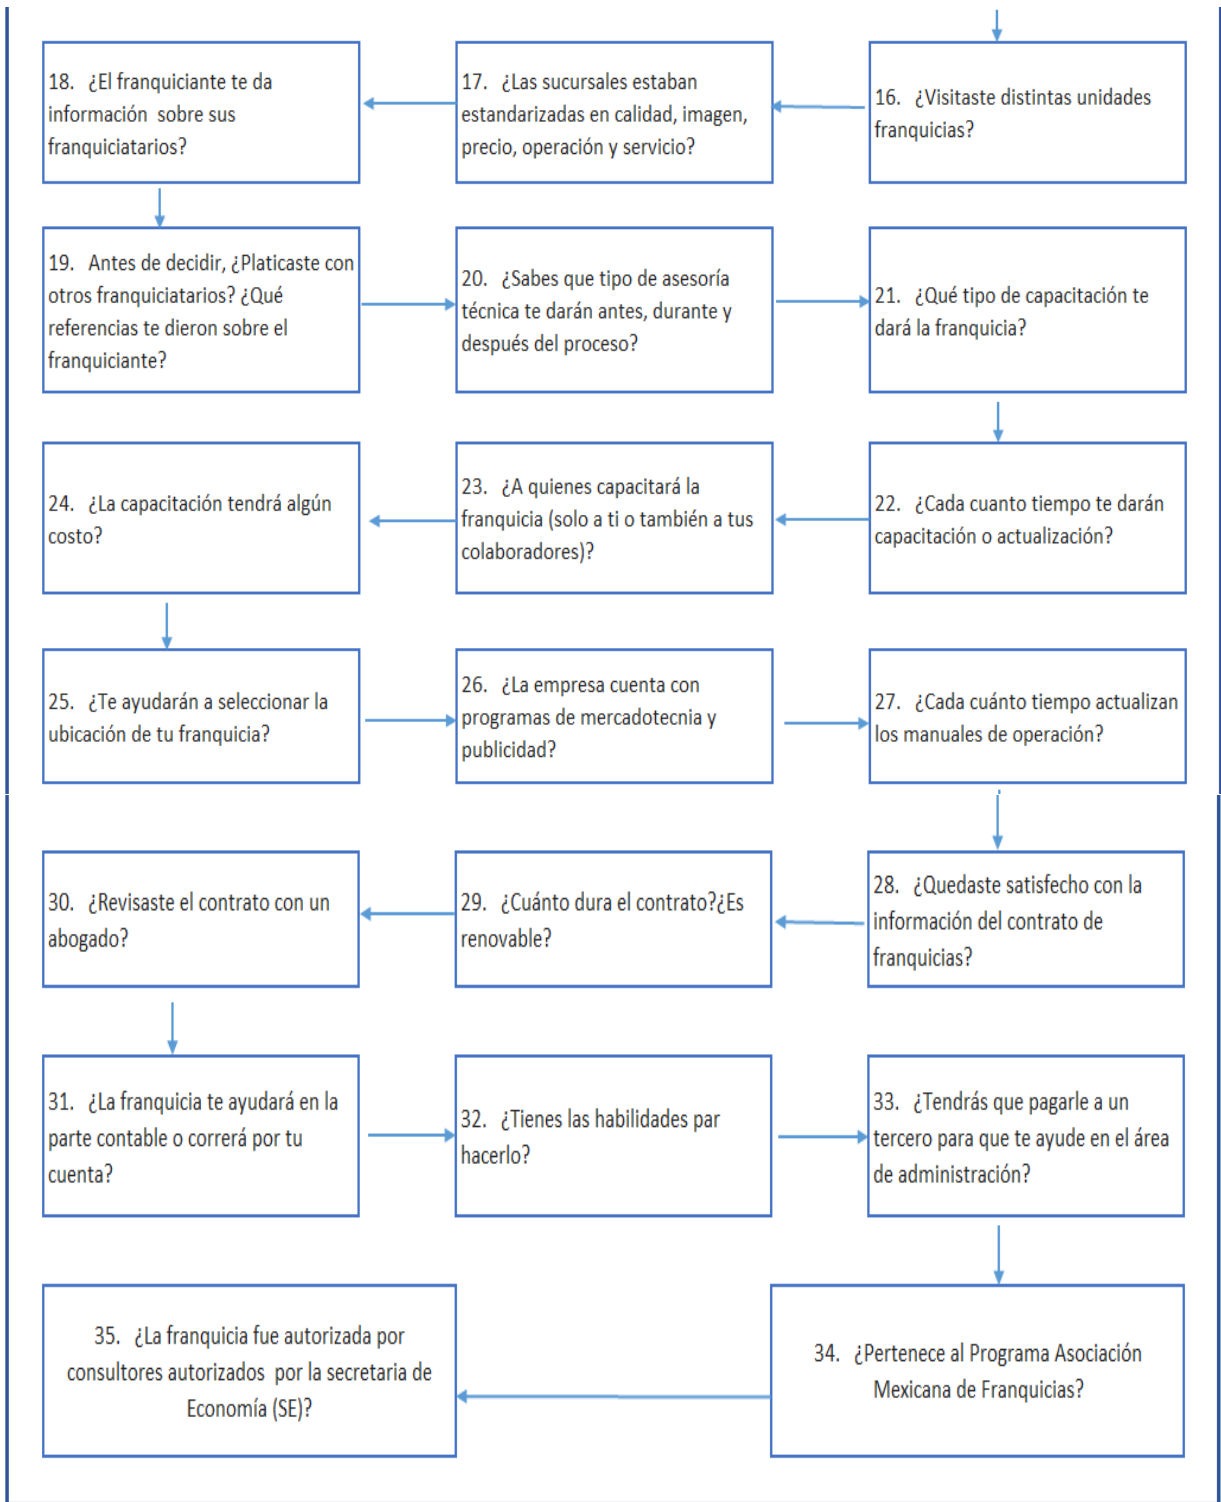 16. ¿Visitaste distintas unidades
franquicias?
17. ¿Las sucursales estaban
estandarizadas en calidad, imagen,
precio, operación y servicio?
18. ¿El franquiciante te da
información sobre sus
franquiciatarios?
19. Antes de decidir, ¿Platicaste con
otros franquiciatarios? ¿Qué
referencias te dieron sobre el
franquiciante?
20. ¿Sabes que tipo de asesoría
técnica te darán antes, durante y
después del proceso?
21. ¿Qué tipo de capacitación te
dará la franquicia?
22. ¿Cada cuanto tiempo te darán
capacitación o actualización?
23. ¿A quienes capacitará la
franquicia (solo a ti o también a tus
colaboradores)?
24. ¿La capacitación tendrá algún
costo?
25. ¿Te ayudarán a seleccionar la
ubicación de tu franquicia?
26. ¿La empresa cuenta con
programas de mercadotecnia y
publicidad?
27. ¿Cada cuánto tiempo actualizan
los manuales de operación?
28. ¿Quedaste satisfecho con la
información del contrato de
franquicias?
29. ¿Cuánto dura el contrato?¿Es
renovable?
30. ¿Revisaste el contrato con un
abogado?
31. ¿La franquicia te ayudará en la
parte contable o correrá por tu
cuenta?
32. ¿Tienes las habilidades par
hacerlo?
33. ¿Tendrás que pagarle a un
tercero para que te ayude en el área
de administración?
34. ¿Pertenece al Programa Asociación
Mexicana de Franquicias?
35. ¿La franquicia fue autorizada por
consultores autorizados por la secretaria de
Economía (SE)?